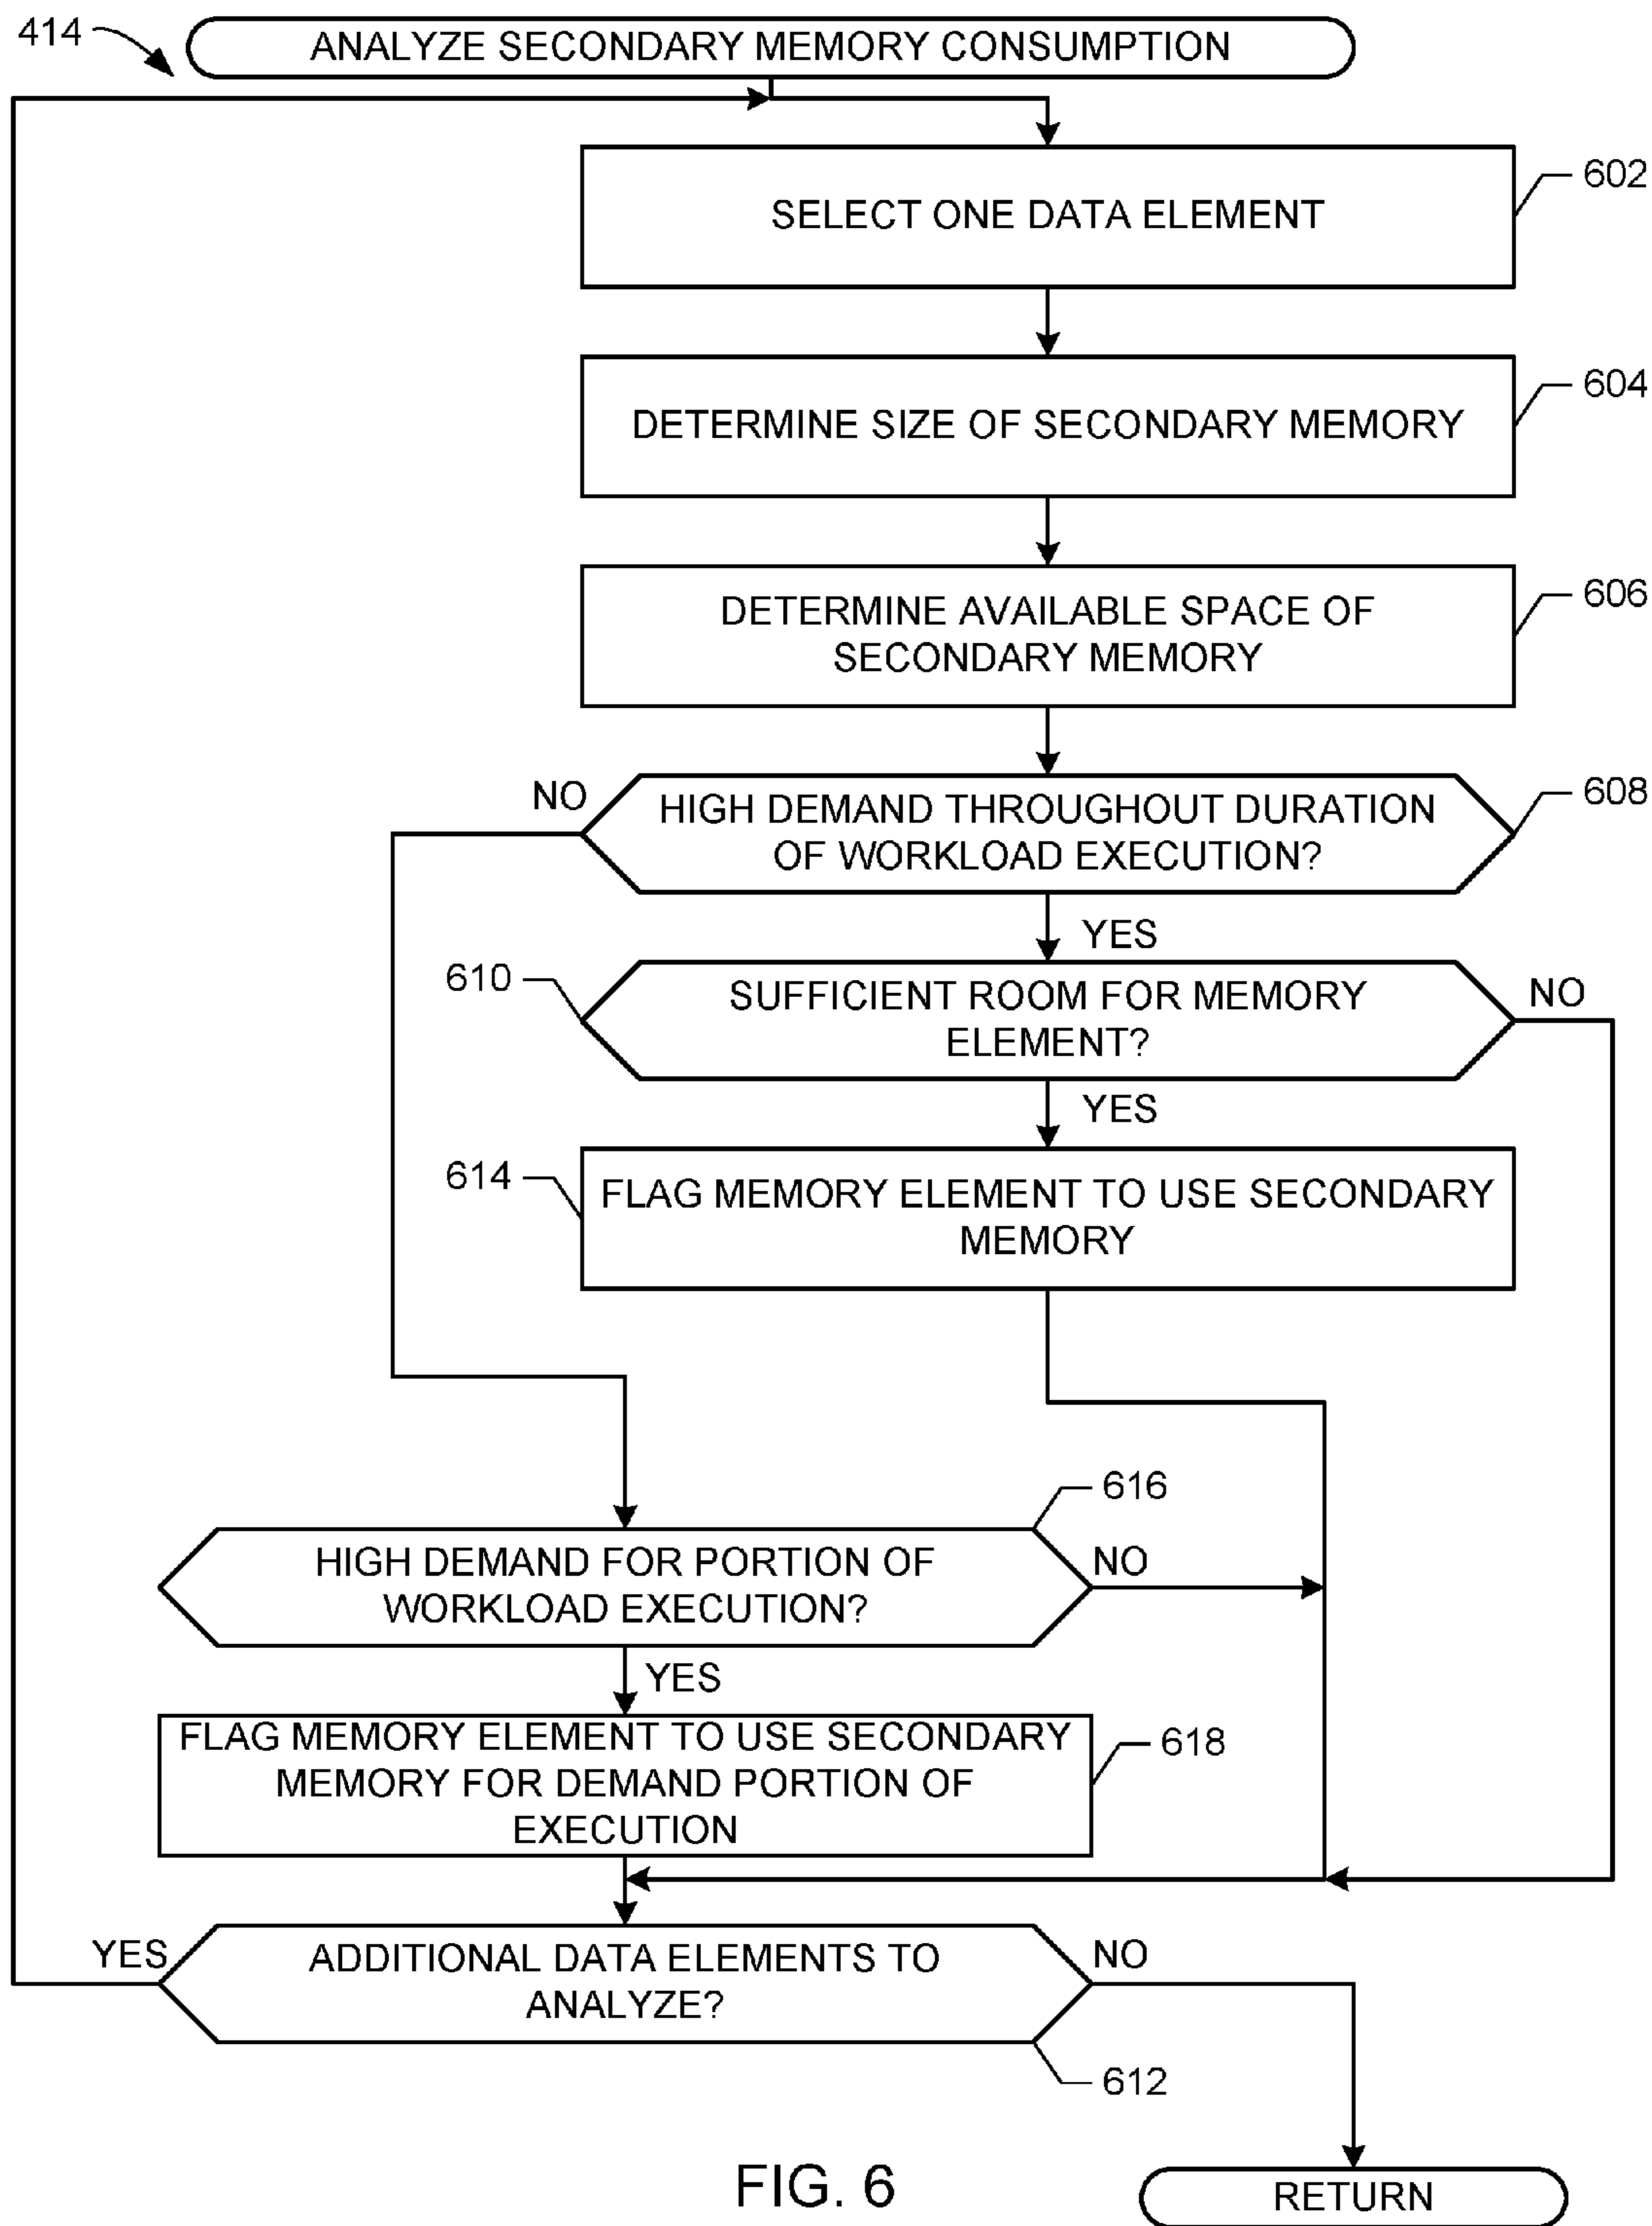 414
ANALYZE SECONDARY MEMORY CONSUMPTION
SELECT ONE DATA ELEMENT
602
DETERMINE SIZE OF SECONDARY MEMORY
604
DETERMINE AVAILABLE SPACE OF
SECONDARY MEMORY
606
NO
HIGH DEMAND THROUGHOUT DURATION
OF WORKLOAD EXECUTION?
608
YES
610
SUFFICIENT ROOM FOR MEMORY
ELEMENT?
NO
YES
614
FLAG MEMORY ELEMENT TO USE SECONDARY
MEMORY
616
HIGH DEMAND FOR PORTION OF
WORKLOAD EXECUTION?
NO
YES
FLAG MEMORY ELEMENT TO USE SECONDARY
MEMORY FOR DEMAND PORTION OF
EXECUTION
618
YES
ADDITIONAL DATA ELEMENTS TO
ANALYZE?
NO
612
FIG. 6
RETURN